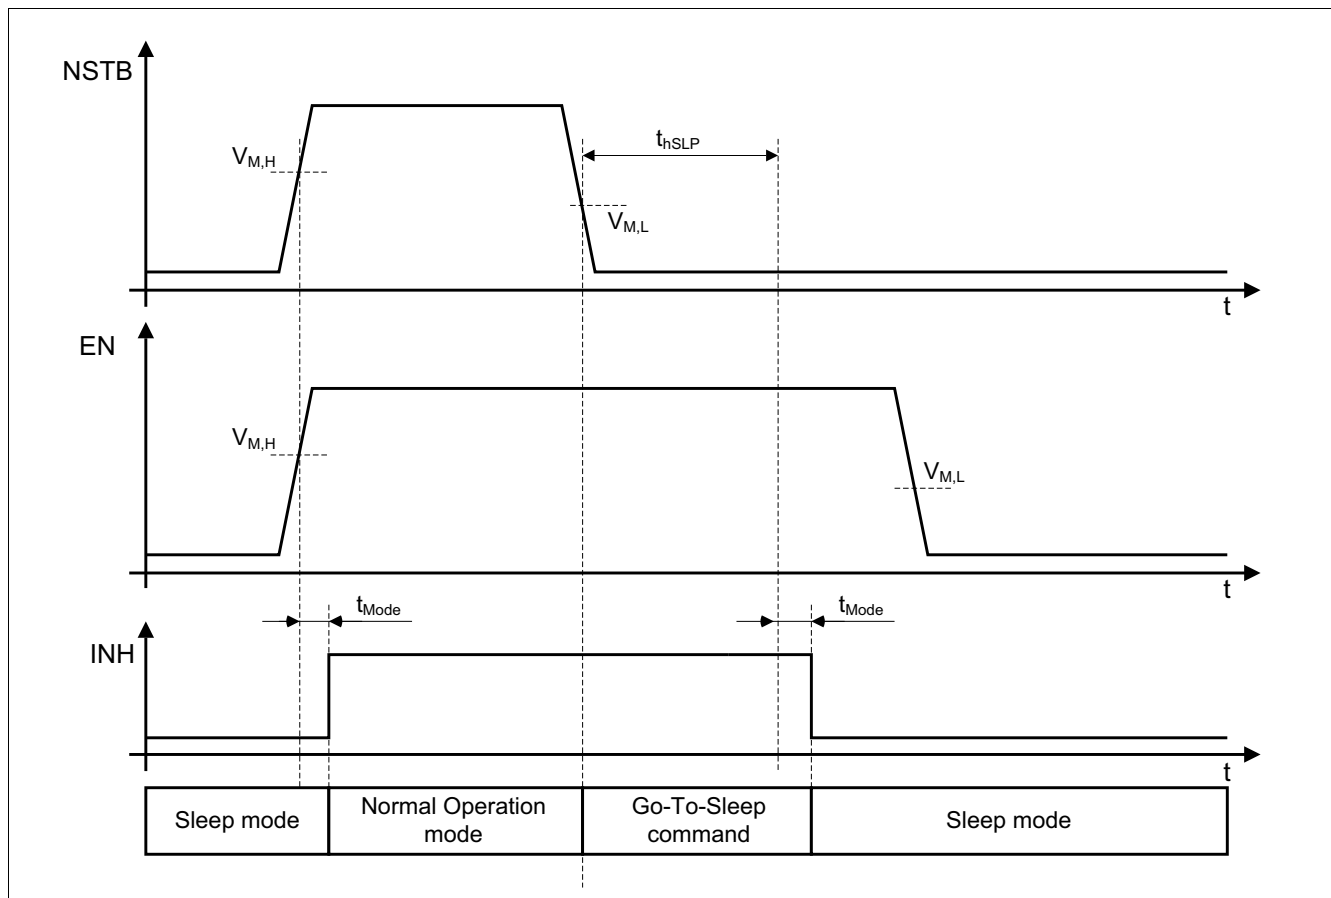 NSTB
t_hSLP
V_M,H
V_M,L
t
EN
V_M,H
V_M,L
t
t_Mode
t_Mode
INH
t
Sleep mode
Normal Operation
mode
Go-To-Sleep
command
Sleep mode